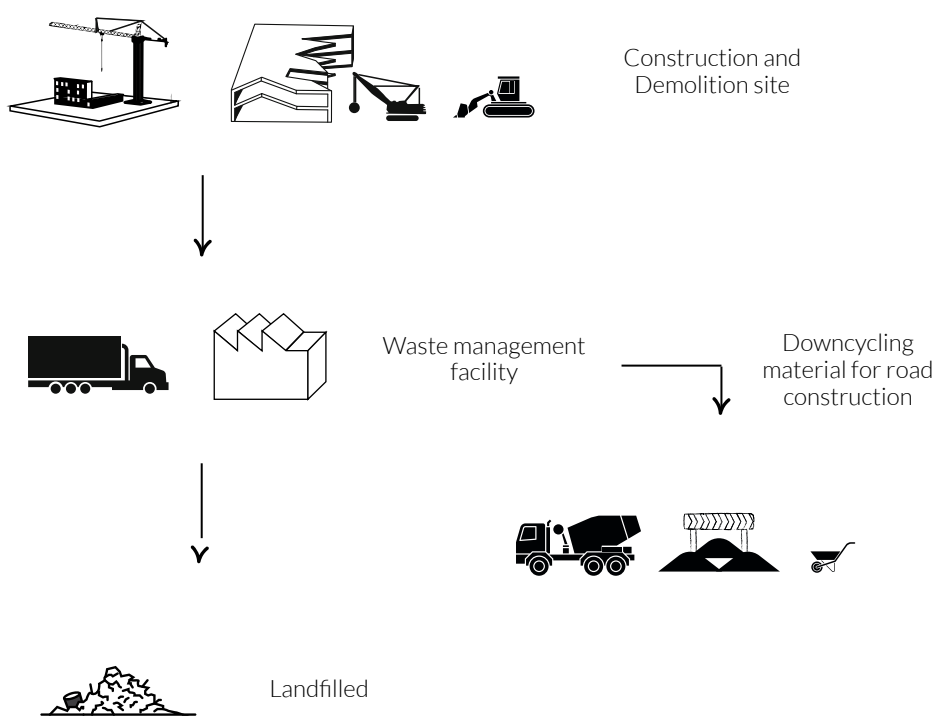 Construction and
Demolition site
Waste management
facility
Downcycling
material for road
construction
Landfilled